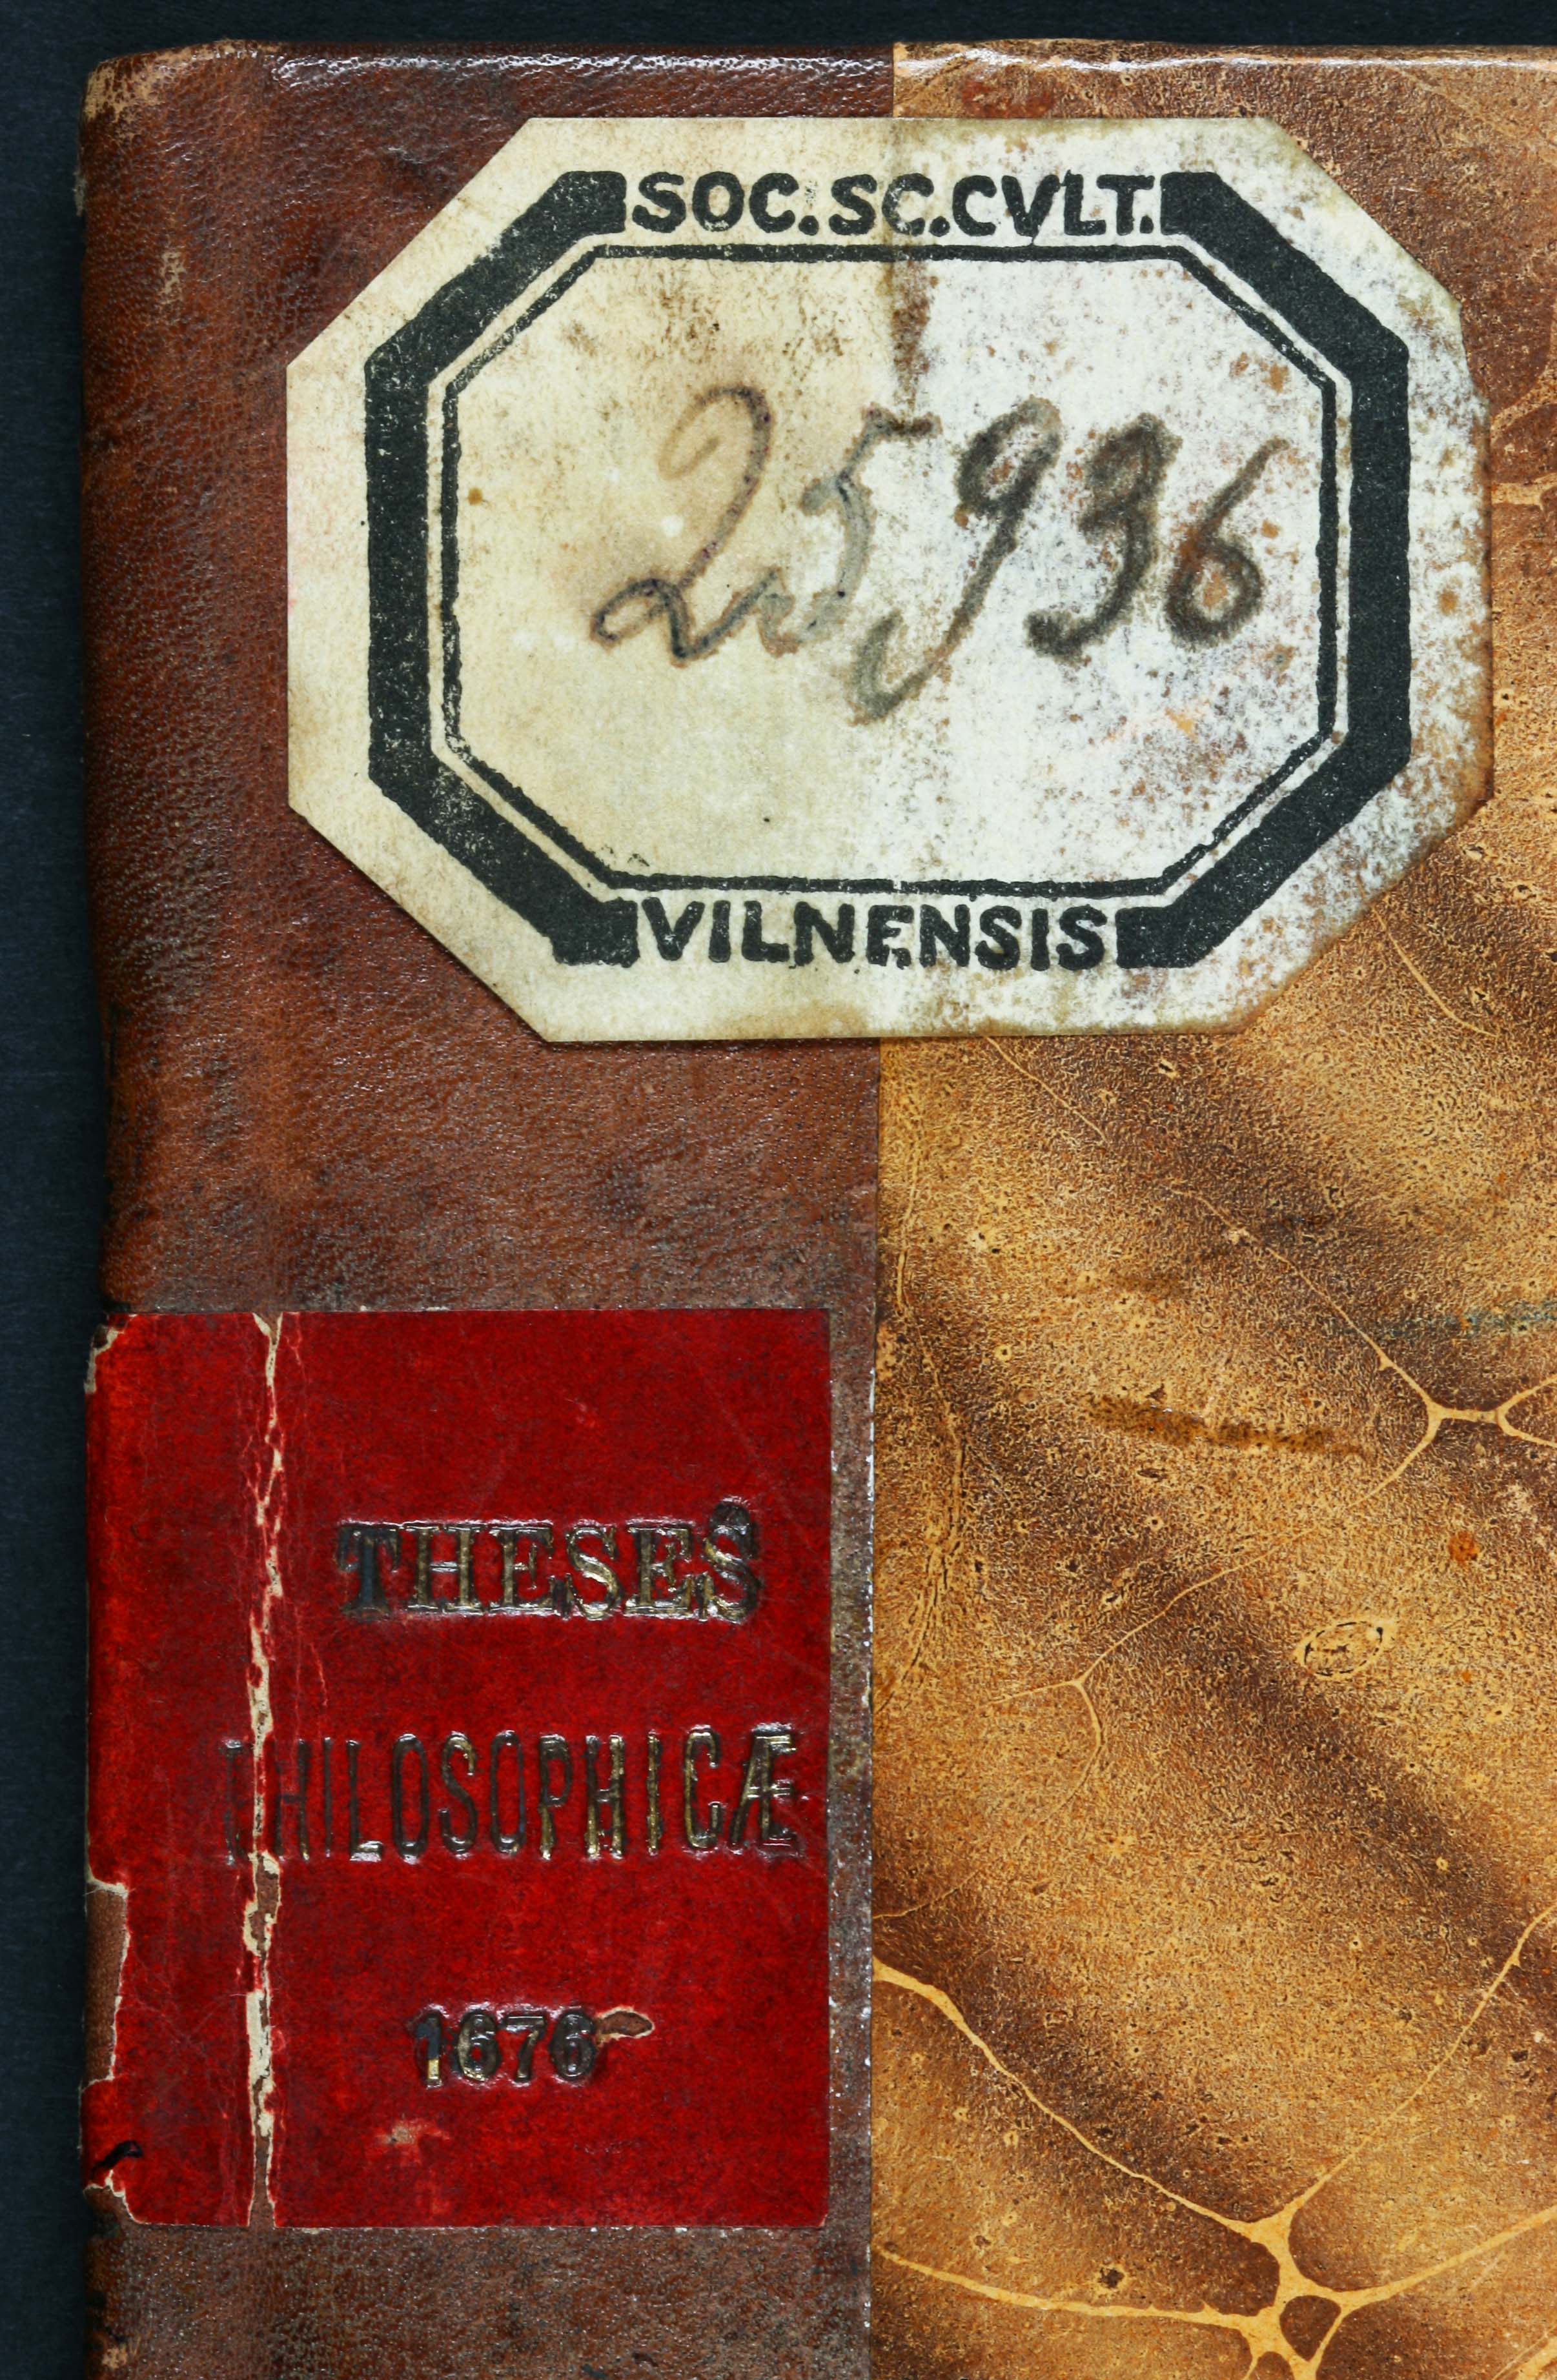 SOC. SC. CVLT.
25936
VILNENSIS
THESES
PHILOSOPHICÆ
1676